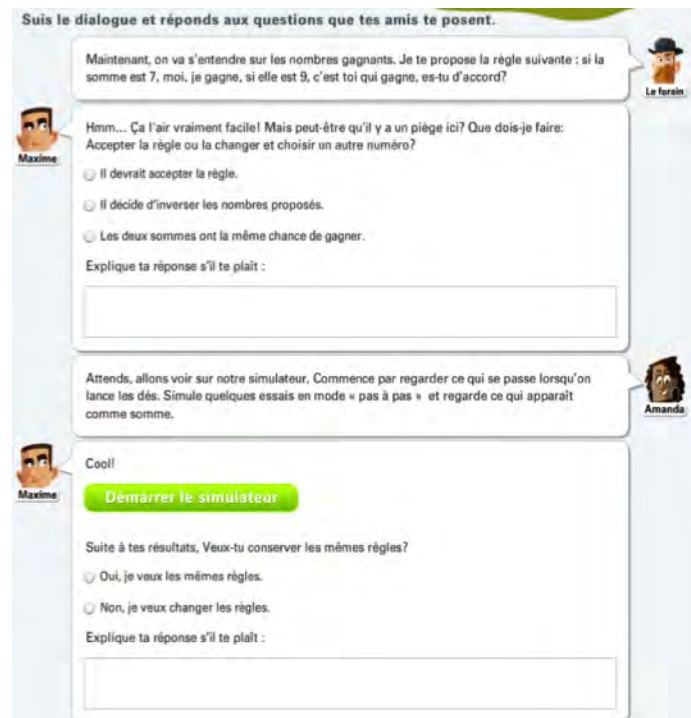 Suis le dialogue et réponds aux questions que tes amis te posent.
Maintenant, on va s'entendre sur les nombres gagnants. Je te propose la règle suivante : si la
somme est 7, moi, je gagne, si elle est 9, c'est toi qui gagne, es-tu d'accord?
Le forain
Hmm... Ça l'air vraiment facile! Mais peut-être qu'il y a un piège ici? Que dois-je faire:
Accepter la règle ou la changer et choisir un autre numéro?
Maxime
Il devrait accepter la règle.
Il décide d'inverser les nombres proposés.
Les deux sommes ont la même chance de gagner.
Explique ta réponse s'il te plaît :
Attends, allons voir sur notre simulateur. Commence par regarder ce qui se passe lorsqu'on
lance les dés. Simule quelques essais en mode « pas à pas » et regarde ce qui apparaît
comme somme.
Amanda
Cool!
Maxime
Démarrer le simulateur
Suite à tes résultats, Veux-tu conserver les mêmes règles?
Oui, je veux les mêmes règles.
Non, je veux changer les règles.
Explique ta réponse s'il te plaît :